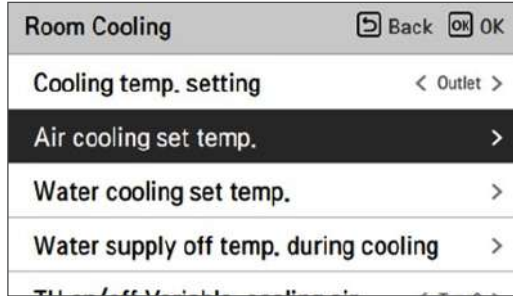 Room Cooling Back OK OK
Cooling temp. setting < Outlet >
Air cooling set temp. >
Water cooling set temp. >
Water supply off temp. during cooling >